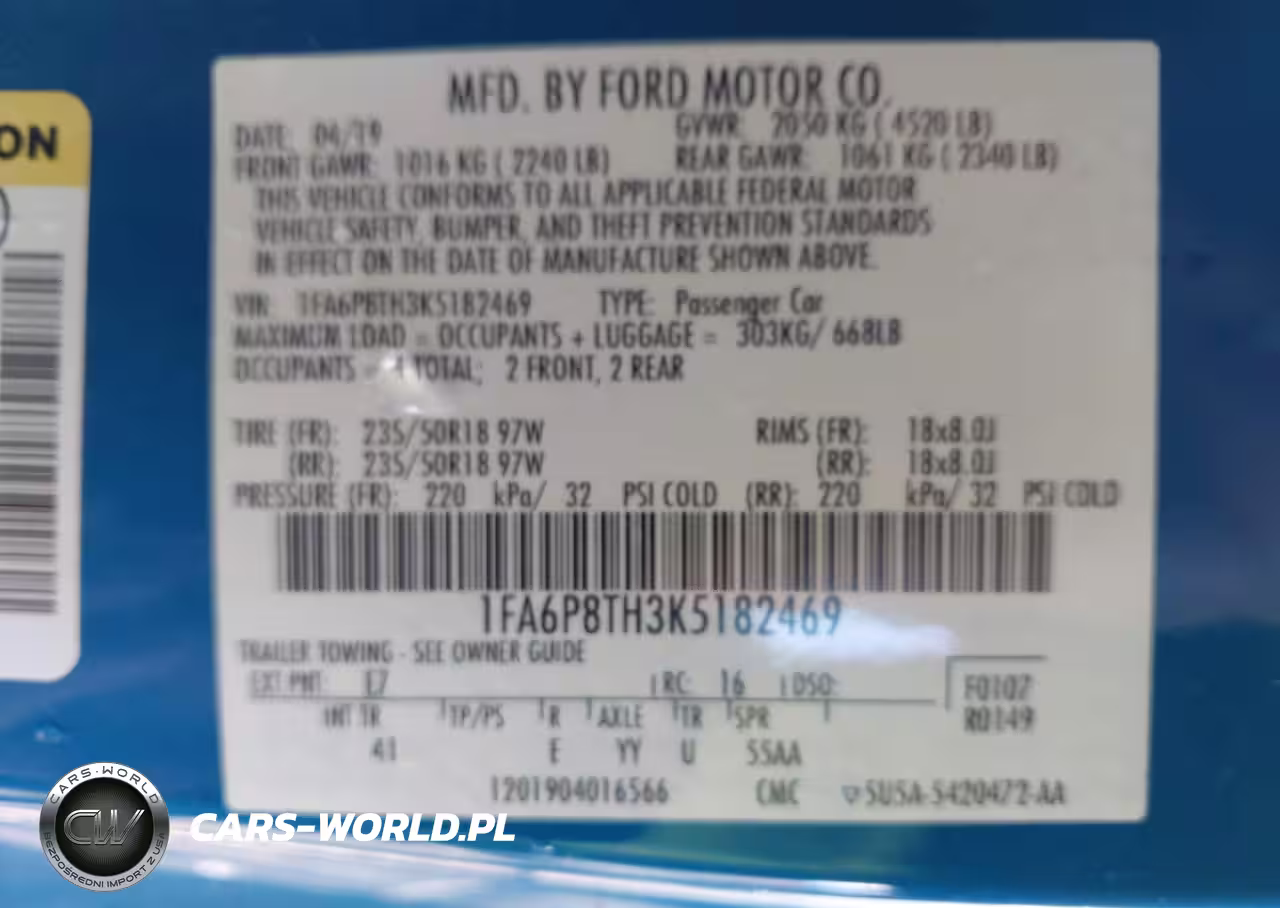 ON
MFD. BY FORD MOTOR CO.
DATE: 04/19 GVWR: 2050 KG ( 4520 LB)
FRONT GAWR: 1016 KG ( 2240 LB) REAR GAWR: 1061 KG ( 2340 LB)
THIS VEHICLE CONFORMS TO ALL APPLICABLE FEDERAL MOTOR
VEHICLE SAFETY, BUMPER, AND THEFT PREVENTION STANDARDS
IN EFFECT ON THE DATE OF MANUFACTURE SHOWN ABOVE.
VIN: 1FA6P8TH3K5182469 TYPE: Passenger Car
MAXIMUM LOAD = OCCUPANTS + LUGGAGE = 303KG/ 668LB
OCCUPANTS = 4 TOTAL; 2 FRONT, 2 REAR
TIRE (FR): 235/50R18 97W RIMS (FR): 18x8.0J
(RR): 235/50R18 97W (RR): 18x8.0J
PRESSURE (FR): 220 kPa/ 32 PSI COLD (RR): 220 kPa/ 32 PSI COLD
1FA6P8TH3K5182469
TRAILER TOWING - SEE OWNER GUIDE
EXT PNT: E7 RC: 16 DSO: F0107
INT TR TP/PS R AXLE TR SPR R0149
41 E YY U 55AA
1201904016566 CMC 5U5A-5420472-AA
CARS-WORLD
CW
BEZPOŚREDNI IMPORT Z USA
CARS-WORLD.PL